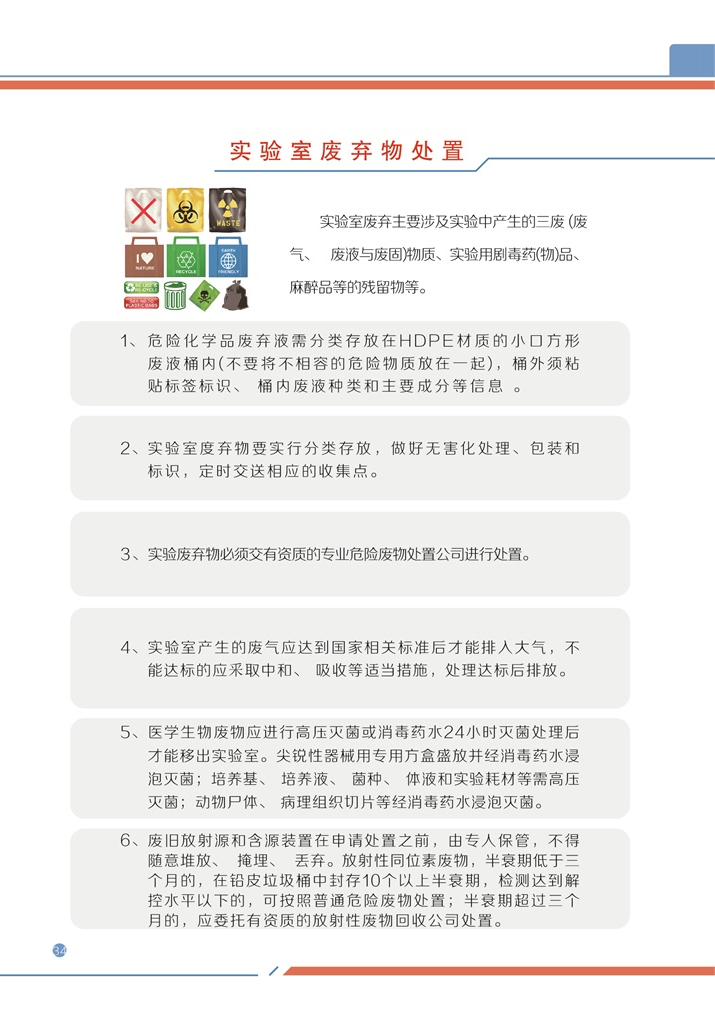 实验室废弃物处置
WASTE
I
NATURE
RECYCLE
EARTH
FRIENDLY
RE-USE &
RE-CYCLE
SAY NO TO
PLASTIC BAGS
实验室废弃主要涉及实验中产生的三废 (废
气、 废液与废固)物质、实验用剧毒药(物)品、
麻醉品等的残留物等。
1、危险化学品废弃液需分类存放在HDPE材质的小口方形
废液桶内(不要将不相容的危险物质放在一起)，桶外须粘
贴标签标识、 桶内废液种类和主要成分等信息 。
2、实验室度弃物要实行分类存放，做好无害化处理、包装和
标识，定时交送相应的收集点。
3、实验废弃物必须交有资质的专业危险废物处置公司进行处置。
4、实验室产生的废气应达到国家相关标准后才能排人大气，不
能达标的应采取中和、 吸收等适当措施，处理达标后排放。
5、医学生物废物应进行高压灭菌或消毒药水24小时灭菌处理后
才能移出实验室。尖锐性器械用专用方盒盛放并经消毒药水浸
泡灭菌；培养基、 培养液、 菌种、 体液和实验耗材等需高压
灭菌；动物尸体、 病理组织切片等经消毒药水浸泡灭菌。
6、废旧放射源和含源装置在申请处置之前，由专人保管，不得
随意堆放、 掩埋、 丢弃。放射性同位素废物，半衰期低于三
个月的，在铅皮垃圾桶中封存10个以上半衰期，检测达到解
控水平以下的，可按照普通危险废物处置；半衰期超过三个
月的，应委托有资质的放射性废物回收公司处置。
34